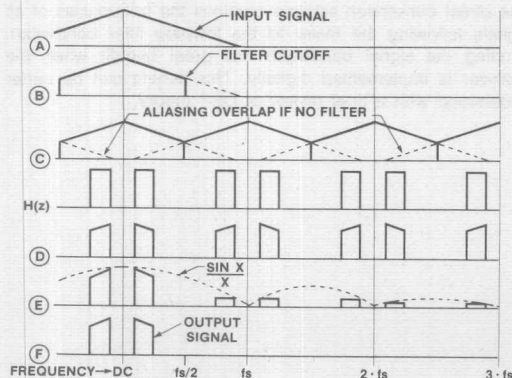 INPUT SIGNAL
A
FILTER CUTOFF
B
ALIASING OVERLAP IF NO FILTER
C
H(z)
D
SIN X
X
E
OUTPUT
SIGNAL
F
FREQUENCY→DC fs/2 fs 2·fs 3·fs